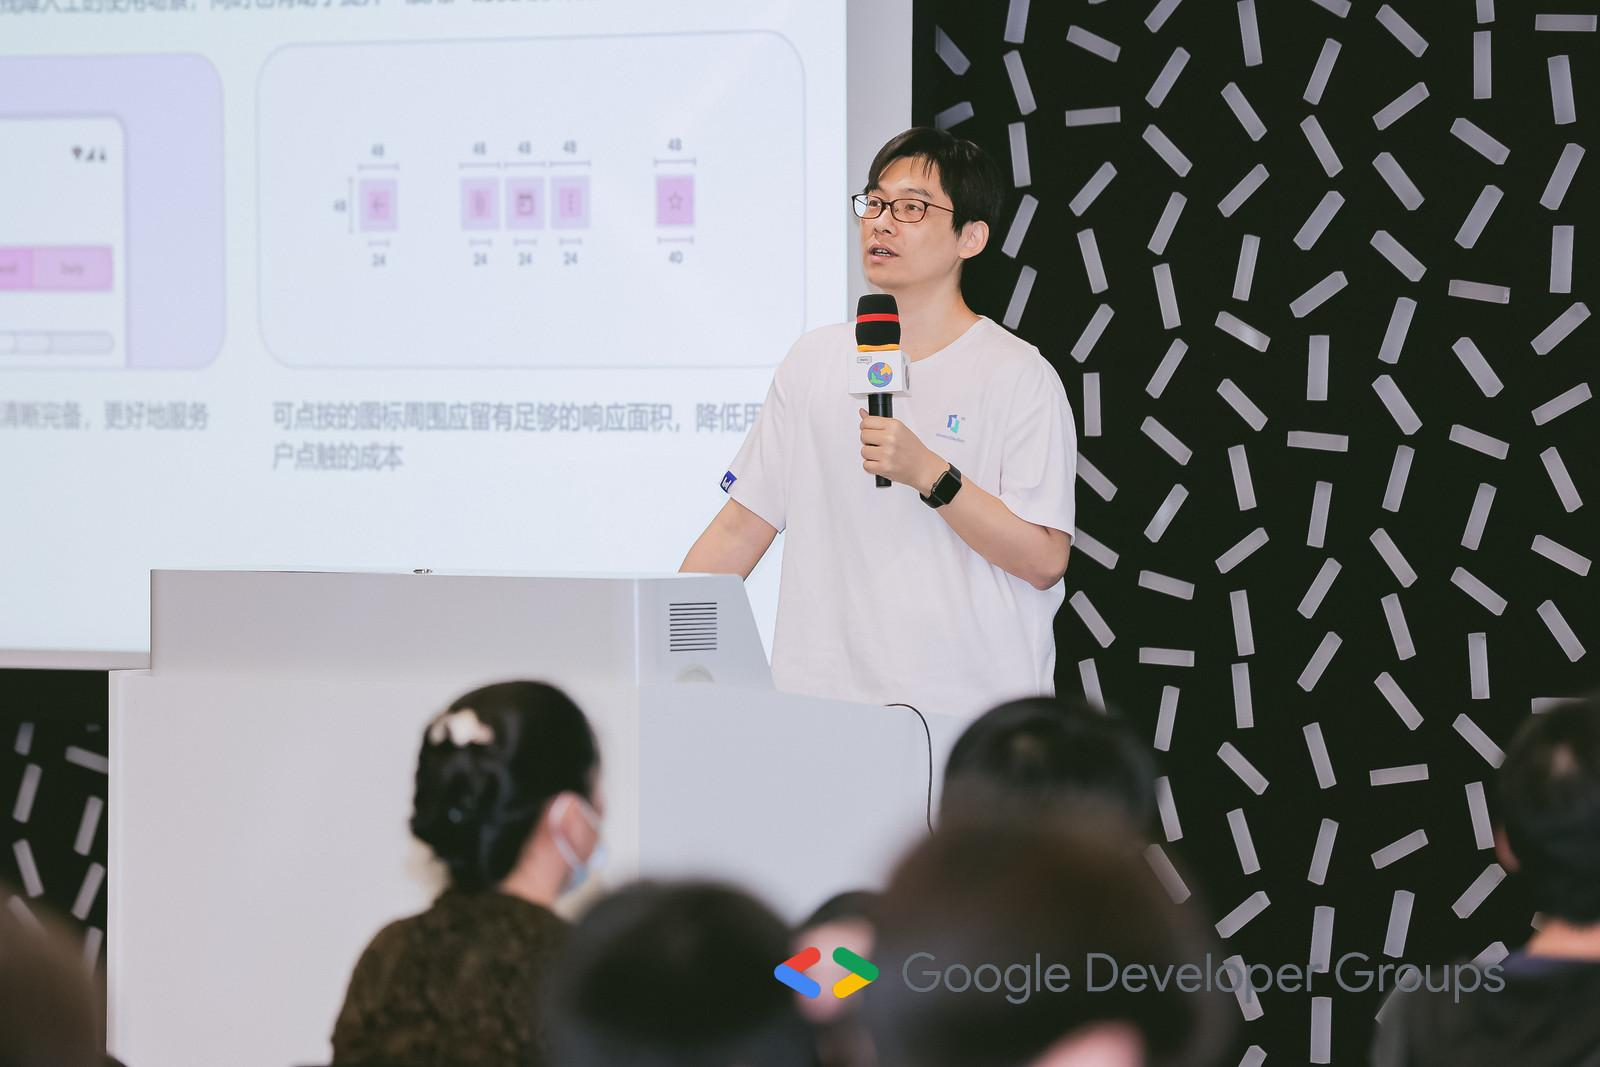 48 48 48 48 48
48
24 24 24 24 40
清晰完备，更好地服务
可点按的图标周围应留有足够的响应面积，降低用
户点触的成本
Google Developer Groups